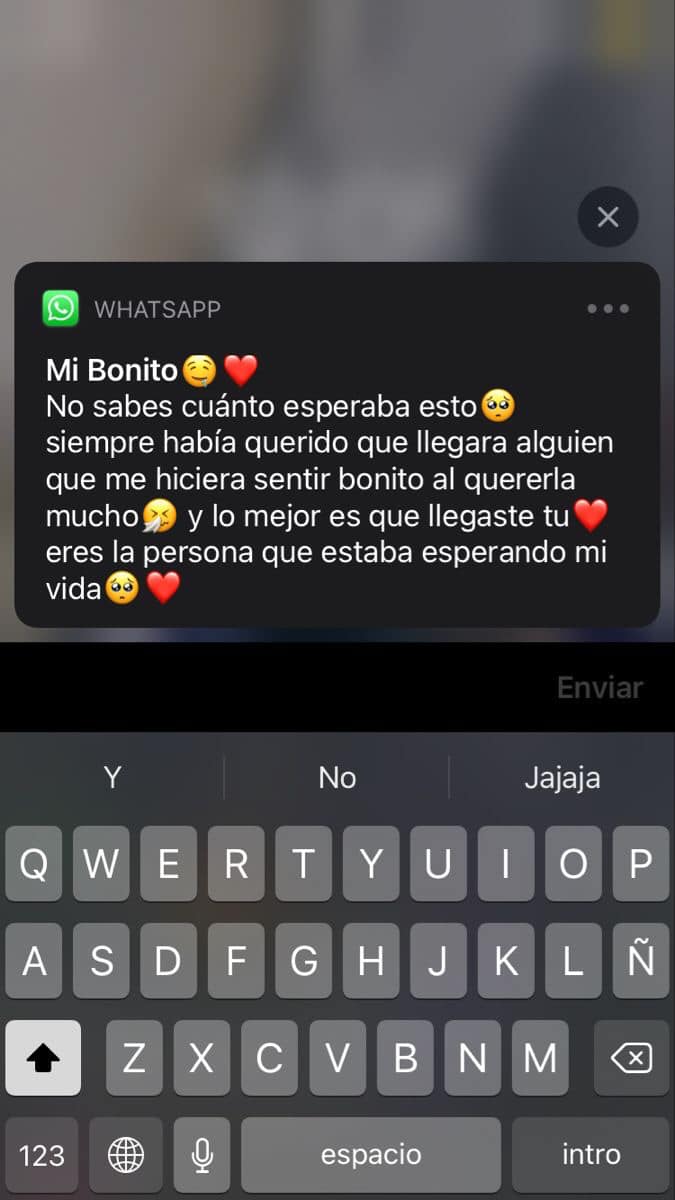 WHATSAPP
Mi Bonito🤤❤️
No sabes cuánto esperaba esto🥺
siempre había querido que llegara alguien
que me hiciera sentir bonito al quererla
mucho🤧 y lo mejor es que llegaste tu❤️
eres la persona que estaba esperando mi
vida🥺❤️
Enviar
Y No Jajaja
Q W E R T Y U I O P
A S D F G H J K L Ñ
Z X C V B N M
123 espacio intro